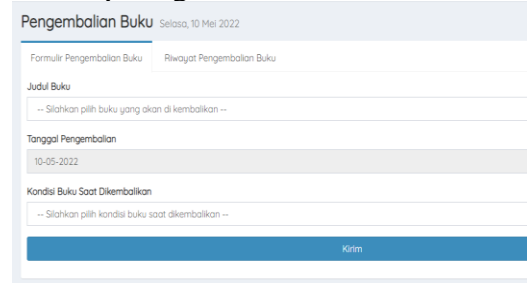 Pengembalian Buku Selasa, 10 Mei 2022
Formulir Pengembalian Buku Riwayat Pengembalian Buku
Judul Buku
-- Silahkan pilih buku yang akan di kembalikan --
Tanggal Pengembalian
10-05-2022
Kondisi Buku Saat Dikembalikan
-- Silahkan pilih kondisi buku saat dikembalikan --
Kirim